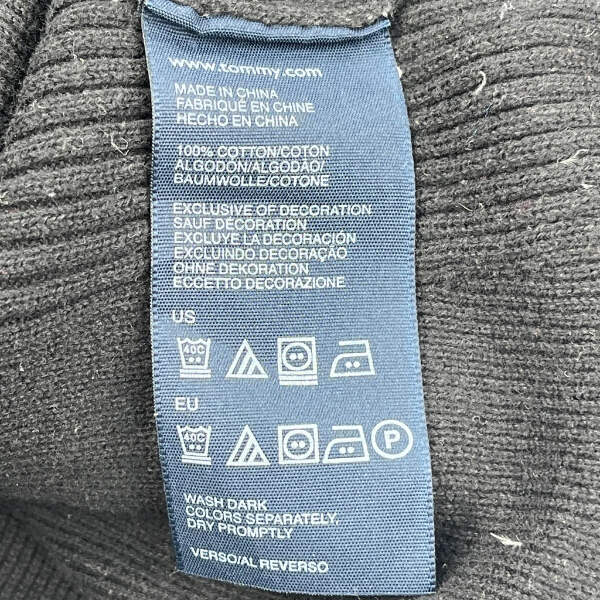 www.tommy.com
MADE IN CHINA
FABRIQUÉ EN CHINE
HECHO EN CHINA
100% COTTON/COTON
ALGODÓN/ALGODÃO/
BAUMWOLLE/COTONE
EXCLUSIVE OF DECORATION
SAUF DÉCORATION
EXCLUYE LA DECORACIÓN
EXCLUINDO DECORAÇÃO
OHNE DEKORATION
ECCETTO DECORAZIONE
US
40C
EU
40C P
WASH DARK
COLORS SEPARATELY,
DRY PROMPTLY
VERSO/AL REVERSO